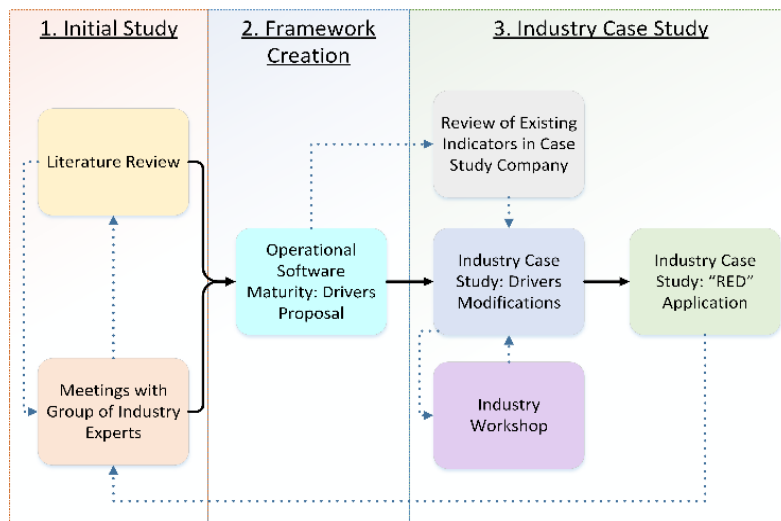 1. Initial Study
2. Framework
Creation
3. Industry Case Study
Literature Review
Meetings with
Group of Industry
Experts
Operational
Software
Maturity: Drivers
Proposal
Review of Existing
Indicators in Case
Study Company
Industry Case
Study: Drivers
Modifications
Industry
Workshop
Industry Case
Study: “RED”
Application